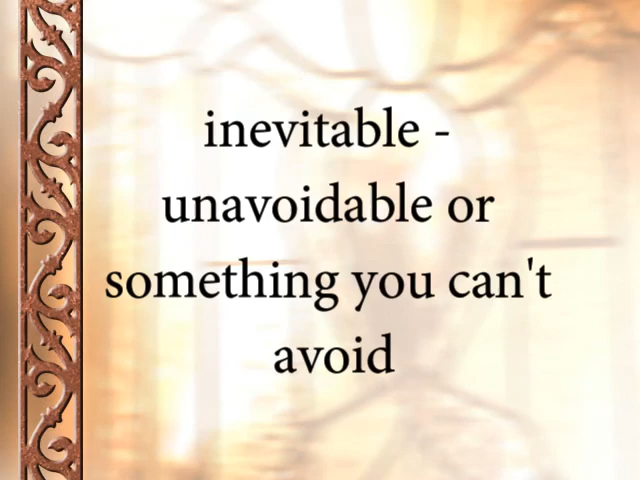 inevitable -
unavoidable or
something you can't
avoid